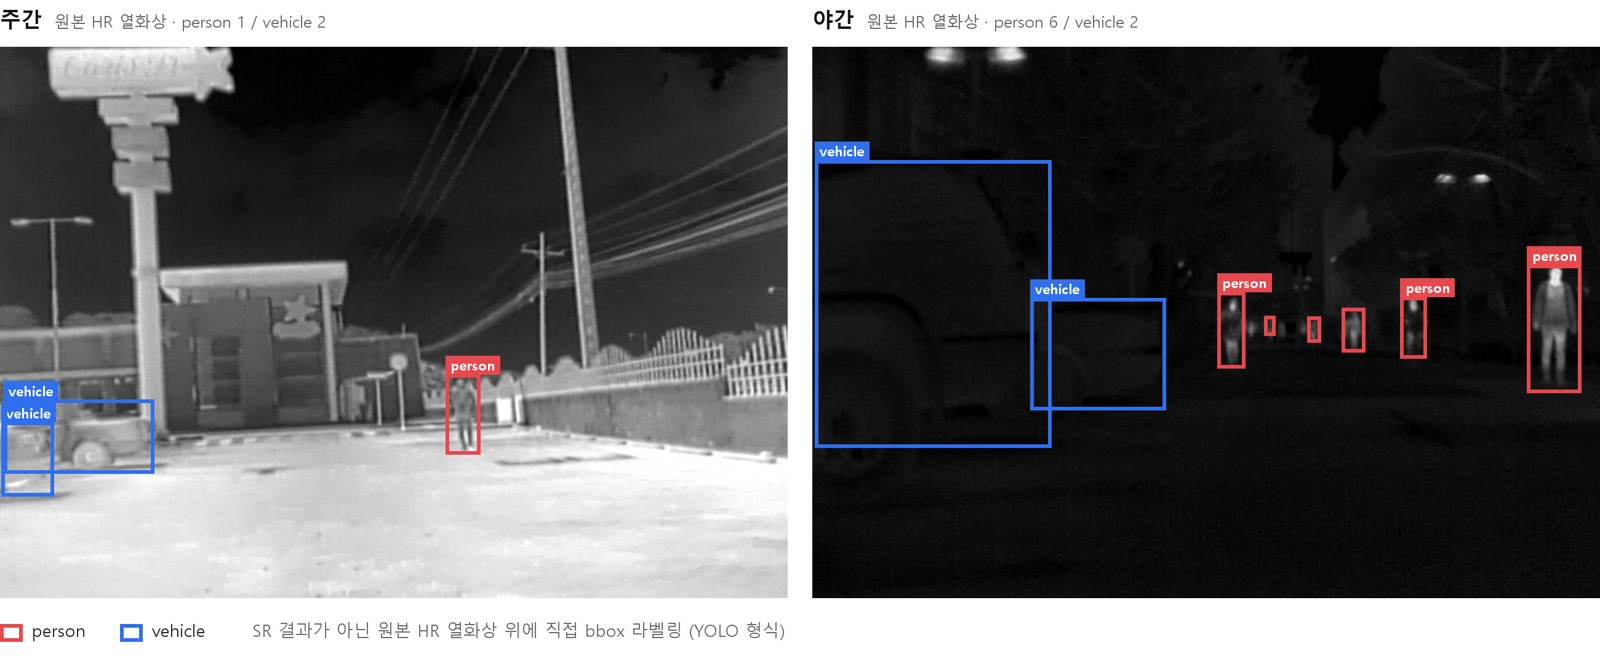 주간 원본 HR 열화상 · person 1 / vehicle 2
야간 원본 HR 열화상 · person 6 / vehicle 2
vehicle
vehicle
person
vehicle
vehicle
person
person
person
person vehicle SR 결과가 아닌 원본 HR 열화상 위에 직접 bbox 라벨링 (YOLO 형식)